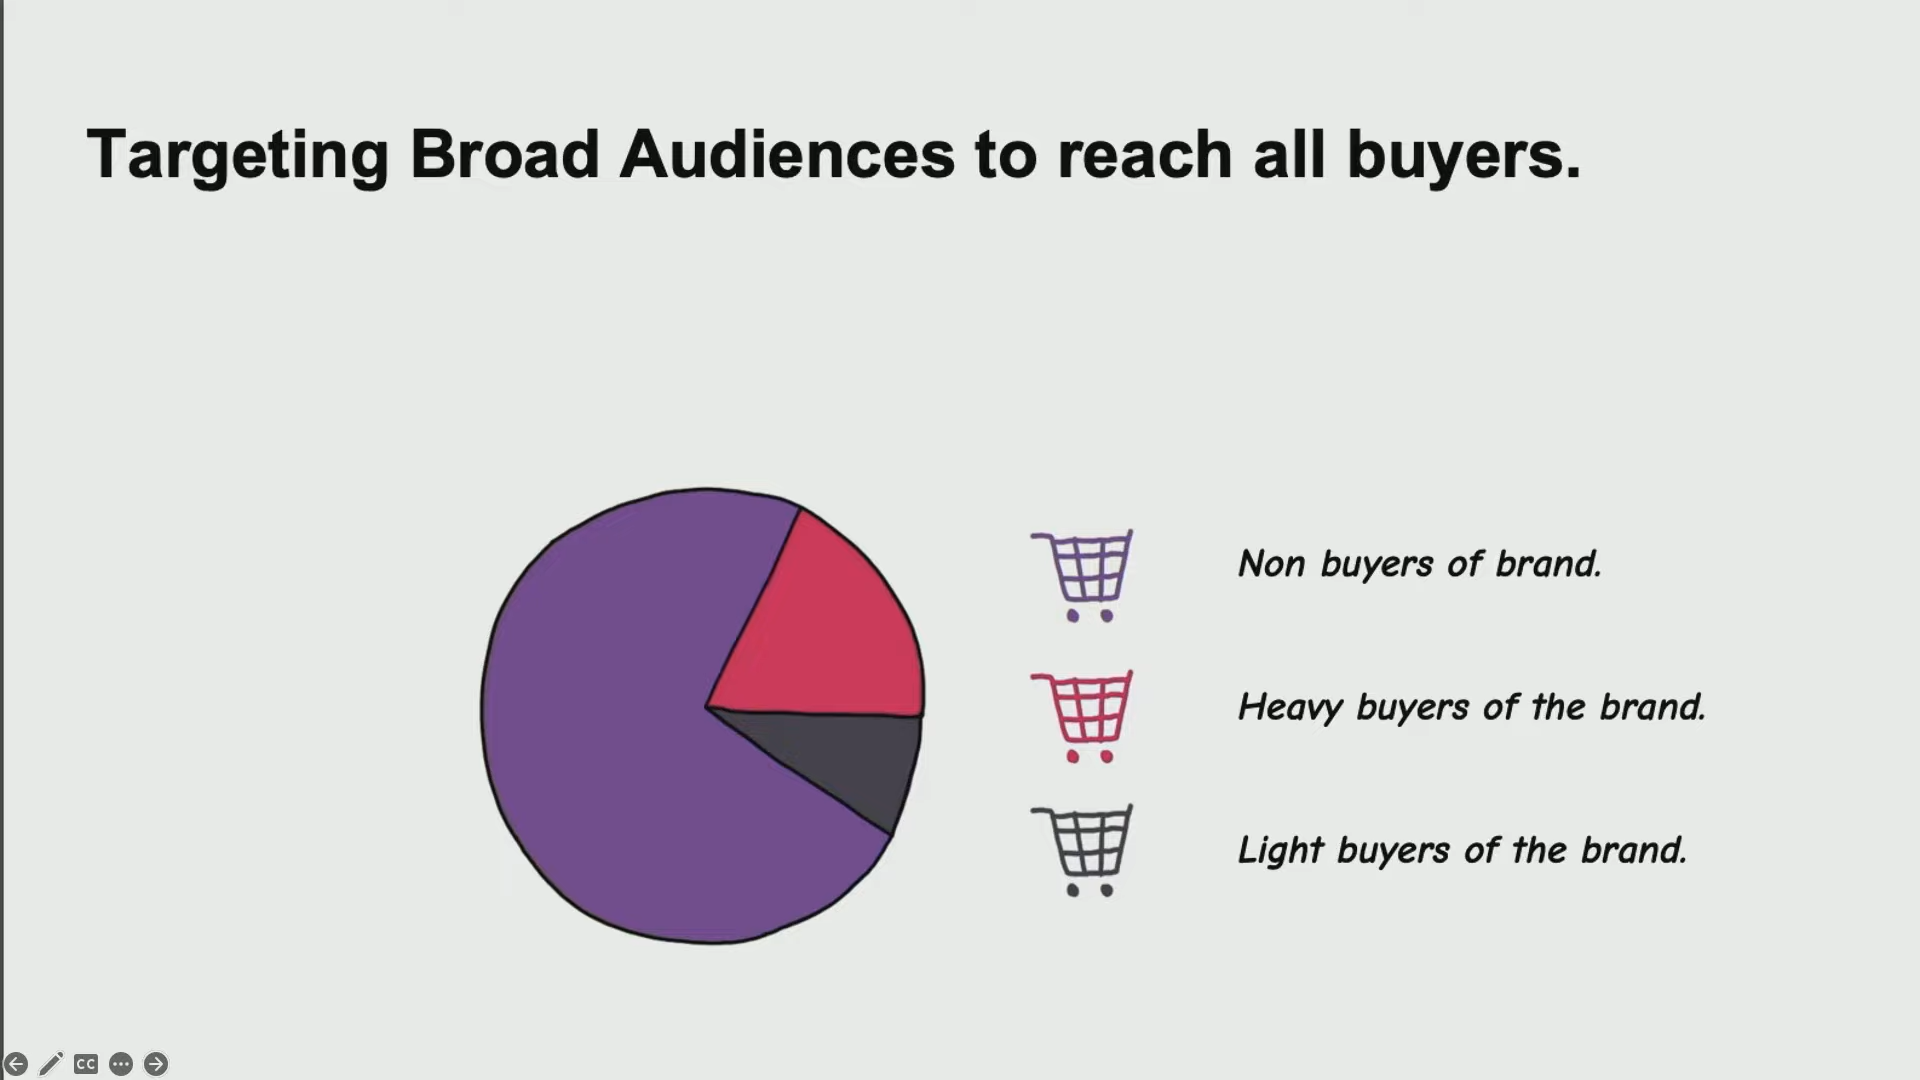 Targeting Broad Audiences to reach all buyers.
Non buyers of brand.
Heavy buyers of the brand.
Light buyers of the brand.
CC